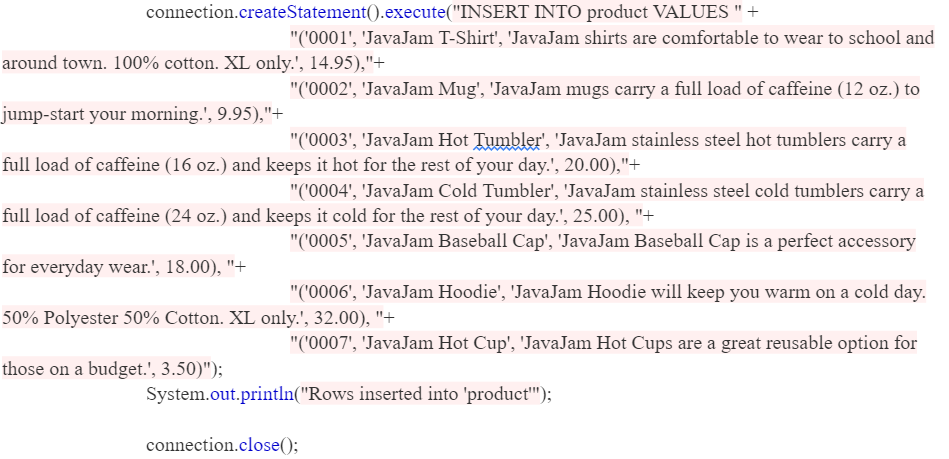 connection.createStatement().execute("INSERT INTO product VALUES " +
"('0001', 'JavaJam T-Shirt', 'JavaJam shirts are comfortable to wear to school and
around town. 100% cotton. XL only.', 14.95),"+
"('0002', 'JavaJam Mug', 'JavaJam mugs carry a full load of caffeine (12 oz.) to
jump-start your morning.', 9.95),"+
"('0003', 'JavaJam Hot Tumbler', 'JavaJam stainless steel hot tumblers carry a
full load of caffeine (16 oz.) and keeps it hot for the rest of your day.', 20.00),"+
"('0004', 'JavaJam Cold Tumbler', 'JavaJam stainless steel cold tumblers carry a
full load of caffeine (24 oz.) and keeps it cold for the rest of your day.', 25.00), "+
"('0005', 'JavaJam Baseball Cap', 'JavaJam Baseball Cap is a perfect accessory
for everyday wear.', 18.00), "+
"('0006', 'JavaJam Hoodie', 'JavaJam Hoodie will keep you warm on a cold day.
50% Polyester 50% Cotton. XL only.', 32.00), "+
"('0007', 'JavaJam Hot Cup', 'JavaJam Hot Cups are a great reusable option for
those on a budget.', 3.50)");
System.out.println("Rows inserted into 'product'");
connection.close();